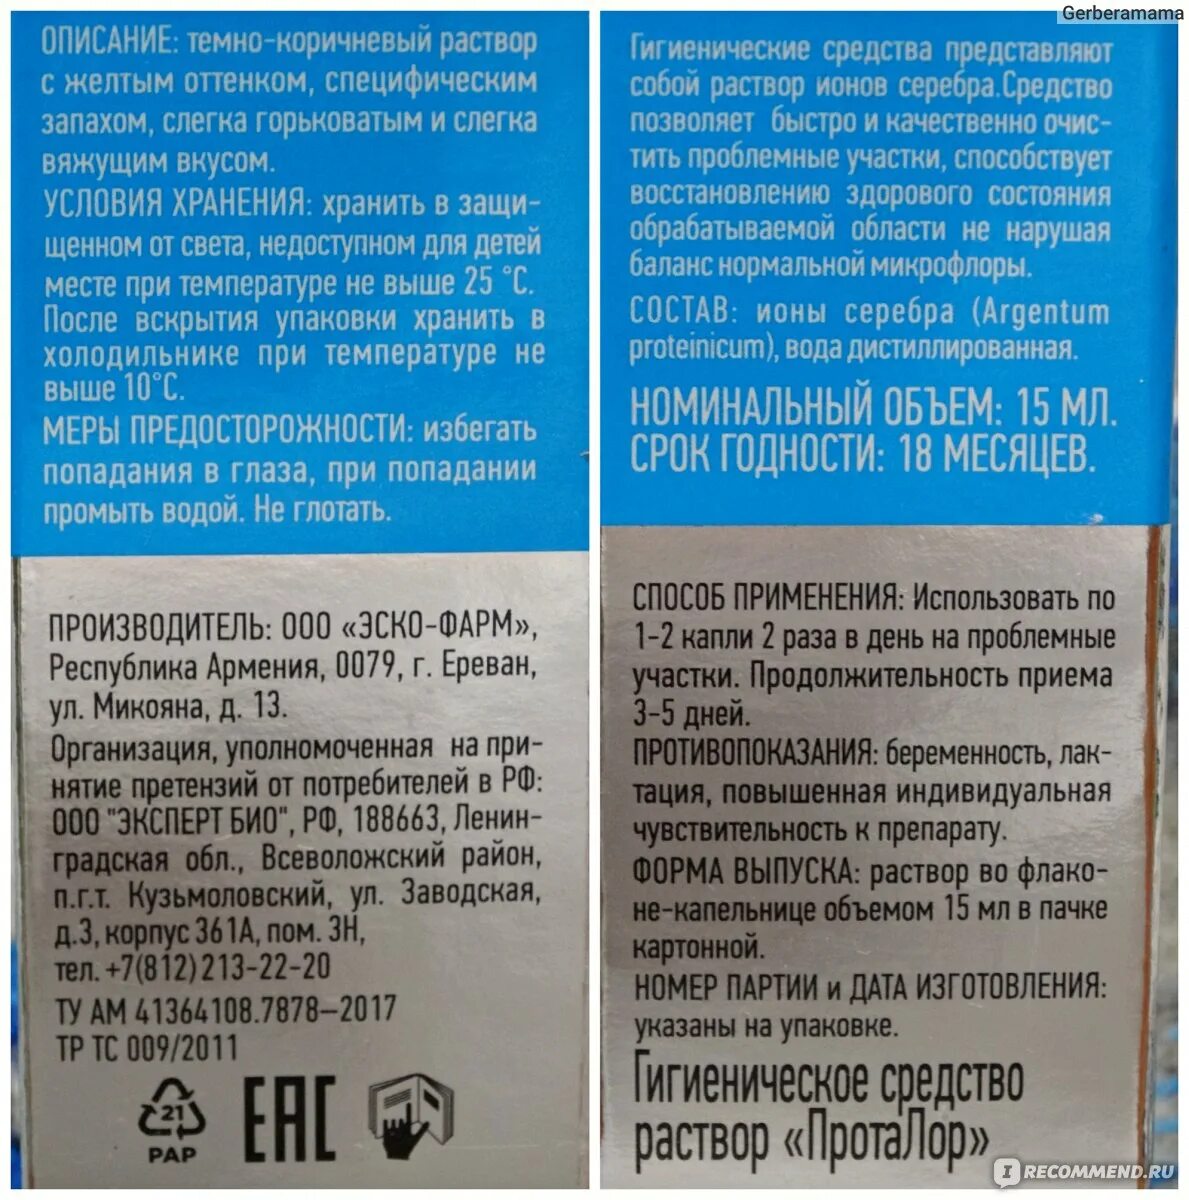 Gerberamama
ОПИСАНИЕ: темно-коричневый раствор
с желтым оттенком, специфическим
запахом, слегка горьковатым и слегка
вяжущим вкусом.
УСЛОВИЯ ХРАНЕНИЯ: хранить в защи-
щенном от света, недоступном для детей
месте при температуре не выше 25 °С.
После вскрытия упаковки хранить в
холодильнике при температуре не
выше 10°С.
МЕРЫ ПРЕДОСТОРОЖНОСТИ: избегать
попадания в глаза, при попадании
промыть водой. Не глотать.
ПРОИЗВОДИТЕЛЬ: ООО «ЭСКО-ФАРМ»,
Республика Армения, 0079, г. Ереван,
ул. Микояна, д. 13.
Организация, уполномоченная на при-
нятие претензий от потребителей в РФ:
ООО "ЭКСПЕРТ БИО", РФ, 188663, Ленин-
градская обл., Всеволожский район,
п.г.т. Кузьмоловский, ул. Заводская,
д.3, корпус 361А, пом. 3Н,
тел. +7(812)213-22-20
ТУ АМ 41364108.7878–2017
ТР ТС 009/2011
21
PAP
EAC
Гигиенические средства представляют
собой раствор ионов серебра.Средство
позволяет быстро и качественно очис-
тить проблемные участки, способствует
восстановлению здорового состояния
обрабатываемой области не нарушая
баланс нормальной микрофлоры.
СОСТАВ: ионы серебра (Argentum
proteinicum), вода дистиллированная.
НОМИНАЛЬНЫЙ ОБЪЕМ: 15 МЛ.
СРОК ГОДНОСТИ: 18 МЕСЯЦЕВ.
СПОСОБ ПРИМЕНЕНИЯ: Использовать по
1-2 капли 2 раза в день на проблемные
участки. Продолжительность приема
3-5 дней.
ПРОТИВОПОКАЗАНИЯ: беременность, лак-
тация, повышенная индивидуальная
чувствительность к препарату.
ФОРМА ВЫПУСКА: раствор во флако-
не-капельнице объемом 15 мл в пачке
картонной.
НОМЕР ПАРТИИ и ДАТА ИЗГОТОВЛЕНИЯ:
указаны на упаковке.
Гигиеническое средство
раствор «ПротаЛор»
IRECOMMEND.RU